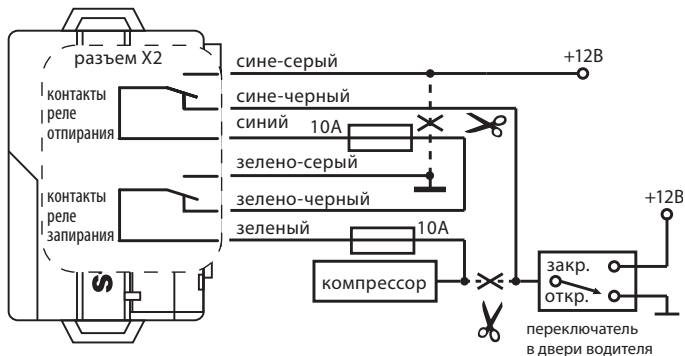 разъем X2
сине-серый
+12В
контакты
реле
отпирания
сине-черный
синий
10А
зелено-серый
контакты
реле
запирания
зелено-черный
зеленый
10А
+12В
компрессор
закр.
откр.
переключатель
в двери водителя
S